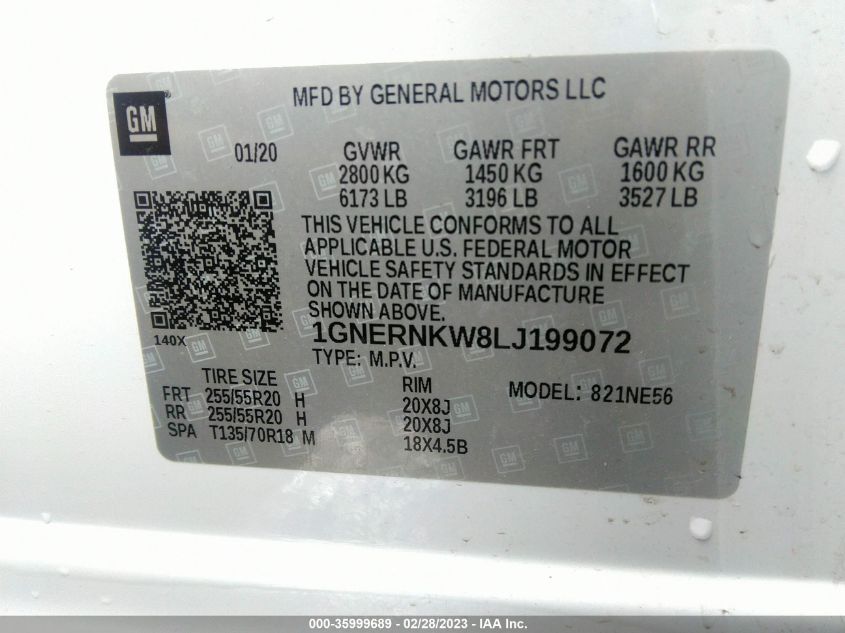 GM
MFD BY GENERAL MOTORS LLC
01/20 GVWR GAWR FRT GAWR RR
2800 KG 1450 KG 1600 KG
6173 LB 3196 LB 3527 LB
THIS VEHICLE CONFORMS TO ALL
APPLICABLE U.S. FEDERAL MOTOR
VEHICLE SAFETY STANDARDS IN EFFECT
ON THE DATE OF MANUFACTURE
SHOWN ABOVE.
140X
1GNERNKW8LJ199072
TYPE: M.P.V.
TIRE SIZE RIM MODEL: 821NE56
FRT 255/55R20 H 20X8J
RR 255/55R20 H 20X8J
SPA T135/70R18 M 18X4.5B
000-35999689 - 02/28/2023 - IAA Inc.